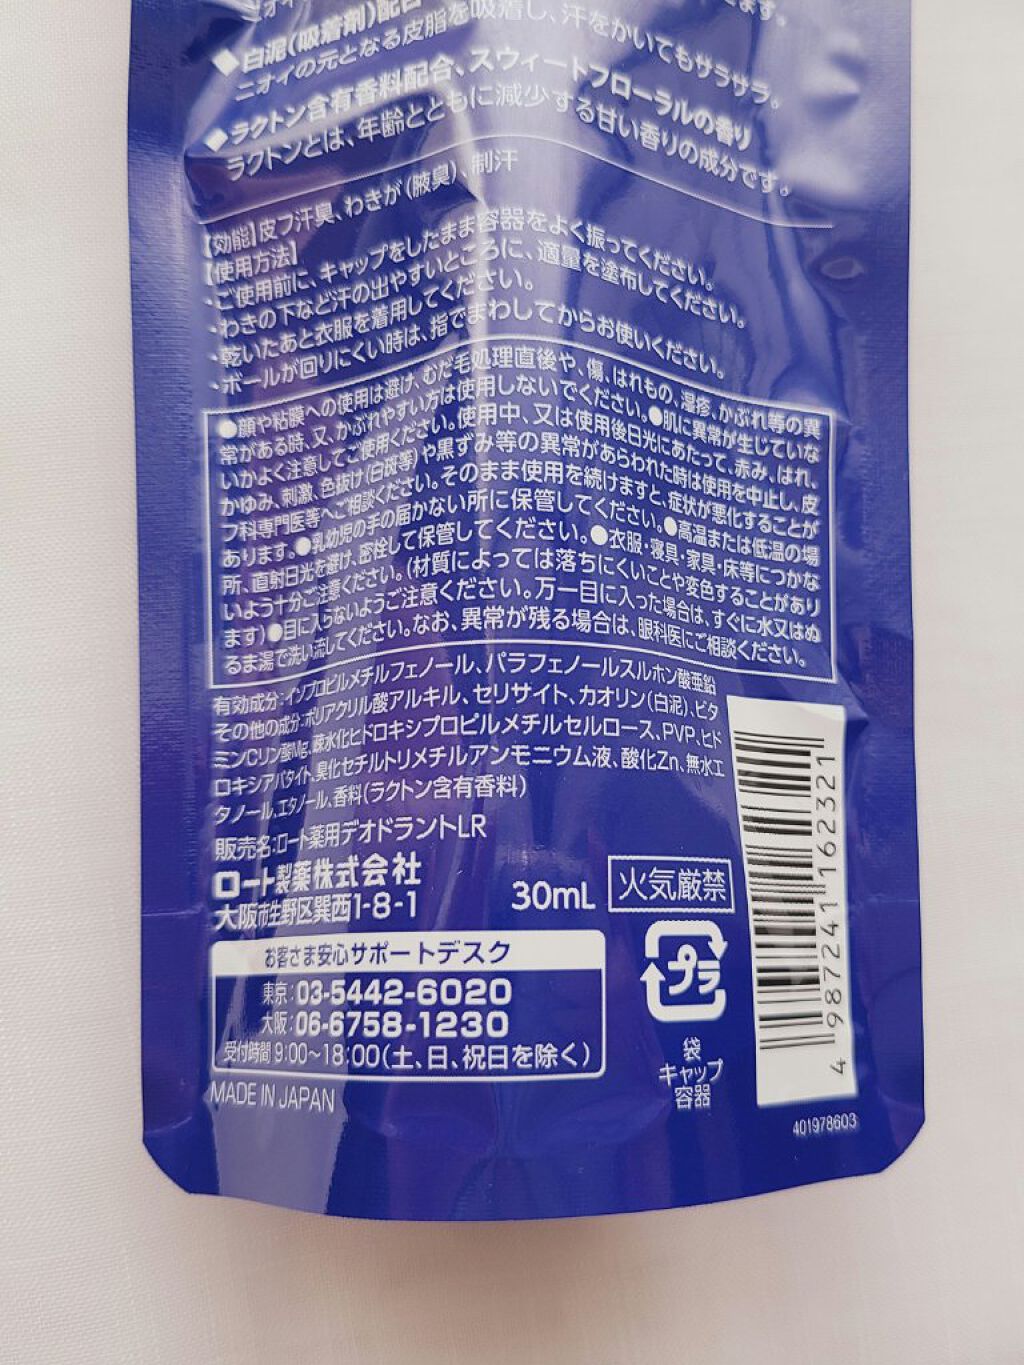 ◆白泥(吸着剤)配合
ニオイの元となる皮脂を吸着し、汗をかいてもサラサラ。
◆ラクトン含有香料配合、スウィートフローラルの香り
ラクトンとは、年齢とともに減少する甘い香りの成分です。
【効能】皮フ汗臭、わきが(腋臭)、制汗
【使用方法】
・ご使用前に、キャップをしたまま容器をよく振ってください。
・わきの下など汗の出やすいところに、適量を塗布してください。
・乾いたあと衣服を着用してください。
・ボールが回りにくい時は、指でまわしてからお使いください。
●顔や粘膜への使用は避け、むだ毛処理直後や、傷、はれもの、湿疹、かぶれ等の異
常がある時、又、かぶれやすい方は使用しないでください。●肌に異常が生じていな
いかよく注意してご使用ください。使用中、又は使用後日光にあたって、赤み、はれ、
かゆみ、刺激、色抜け(白斑等)や黒ずみ等の異常があらわれた時は使用を中止し、皮
フ科専門医等へご相談ください。そのまま使用を続けますと、症状が悪化することが
あります。●乳幼児の手の届かない所に保管してください。●高温または低温の場
所、直射日光を避け、密栓して保管してください。●衣服・寝具・家具・床等につかな
いよう十分ご注意ください。(材質によっては落ちにくいことや変色することがあり
ます)●目に入らないようご注意ください。万一目に入った場合は、すぐに水又はぬ
るま湯で洗い流してください。なお、異常が残る場合は、眼科医にご相談ください。
有効成分:イソプロピルメチルフェノール、パラフェノールスルホン酸亜鉛
その他の成分:ポリアクリル酸アルキル、セリサイト、カオリン(白泥)、ビタ
ミンCリン酸Mg、疎水化ヒドロキシプロピルメチルセルロース、PVP、ヒド
ロキシアパタイト、臭化セチルトリメチルアンモニウム液、酸化Zn、無水エ
タノール、エタノール、香料(ラクトン含有香料)
販売名:ロート薬用デオドラントLR
ロート製薬株式会社
大阪市生野区巽西1-8-1
30mL
火気厳禁
お客さま安心サポートデスク
東京:03-5442-6020
大阪:06-6758-1230
受付時間 9:00~18:00(土、日、祝日を除く)
MADE IN JAPAN
プラ
袋
キャップ
容器
4 987241 162321
401978603